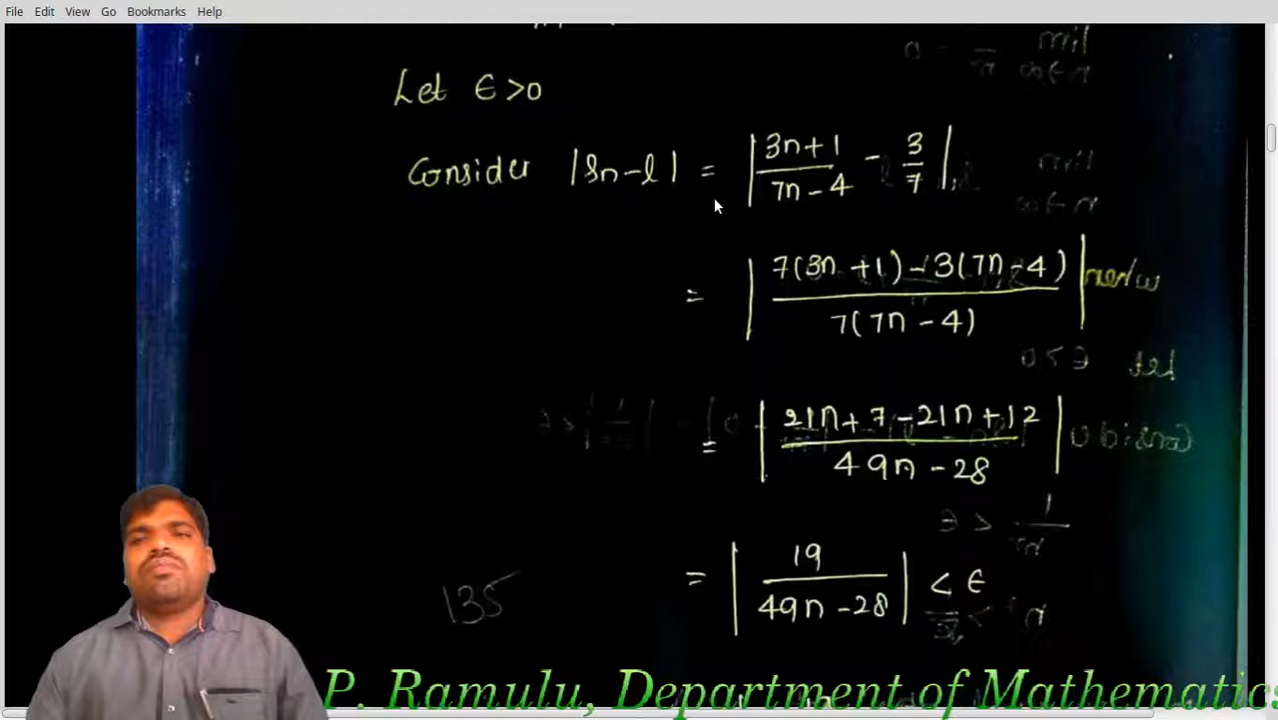 File Edit View Go Bookmarks Help
Let ϵ >0
Consider |Sn-l| = | (3n+1)/(7n-4) - 3/7 |
= | (7(3n+1)-3(7n-4))/(7(7n-4)) |
= | (21n+7-21n+12)/(49n-28) |
= | 19/(49n-28) | < ϵ
135
P. Ramulu, Department of Mathematics